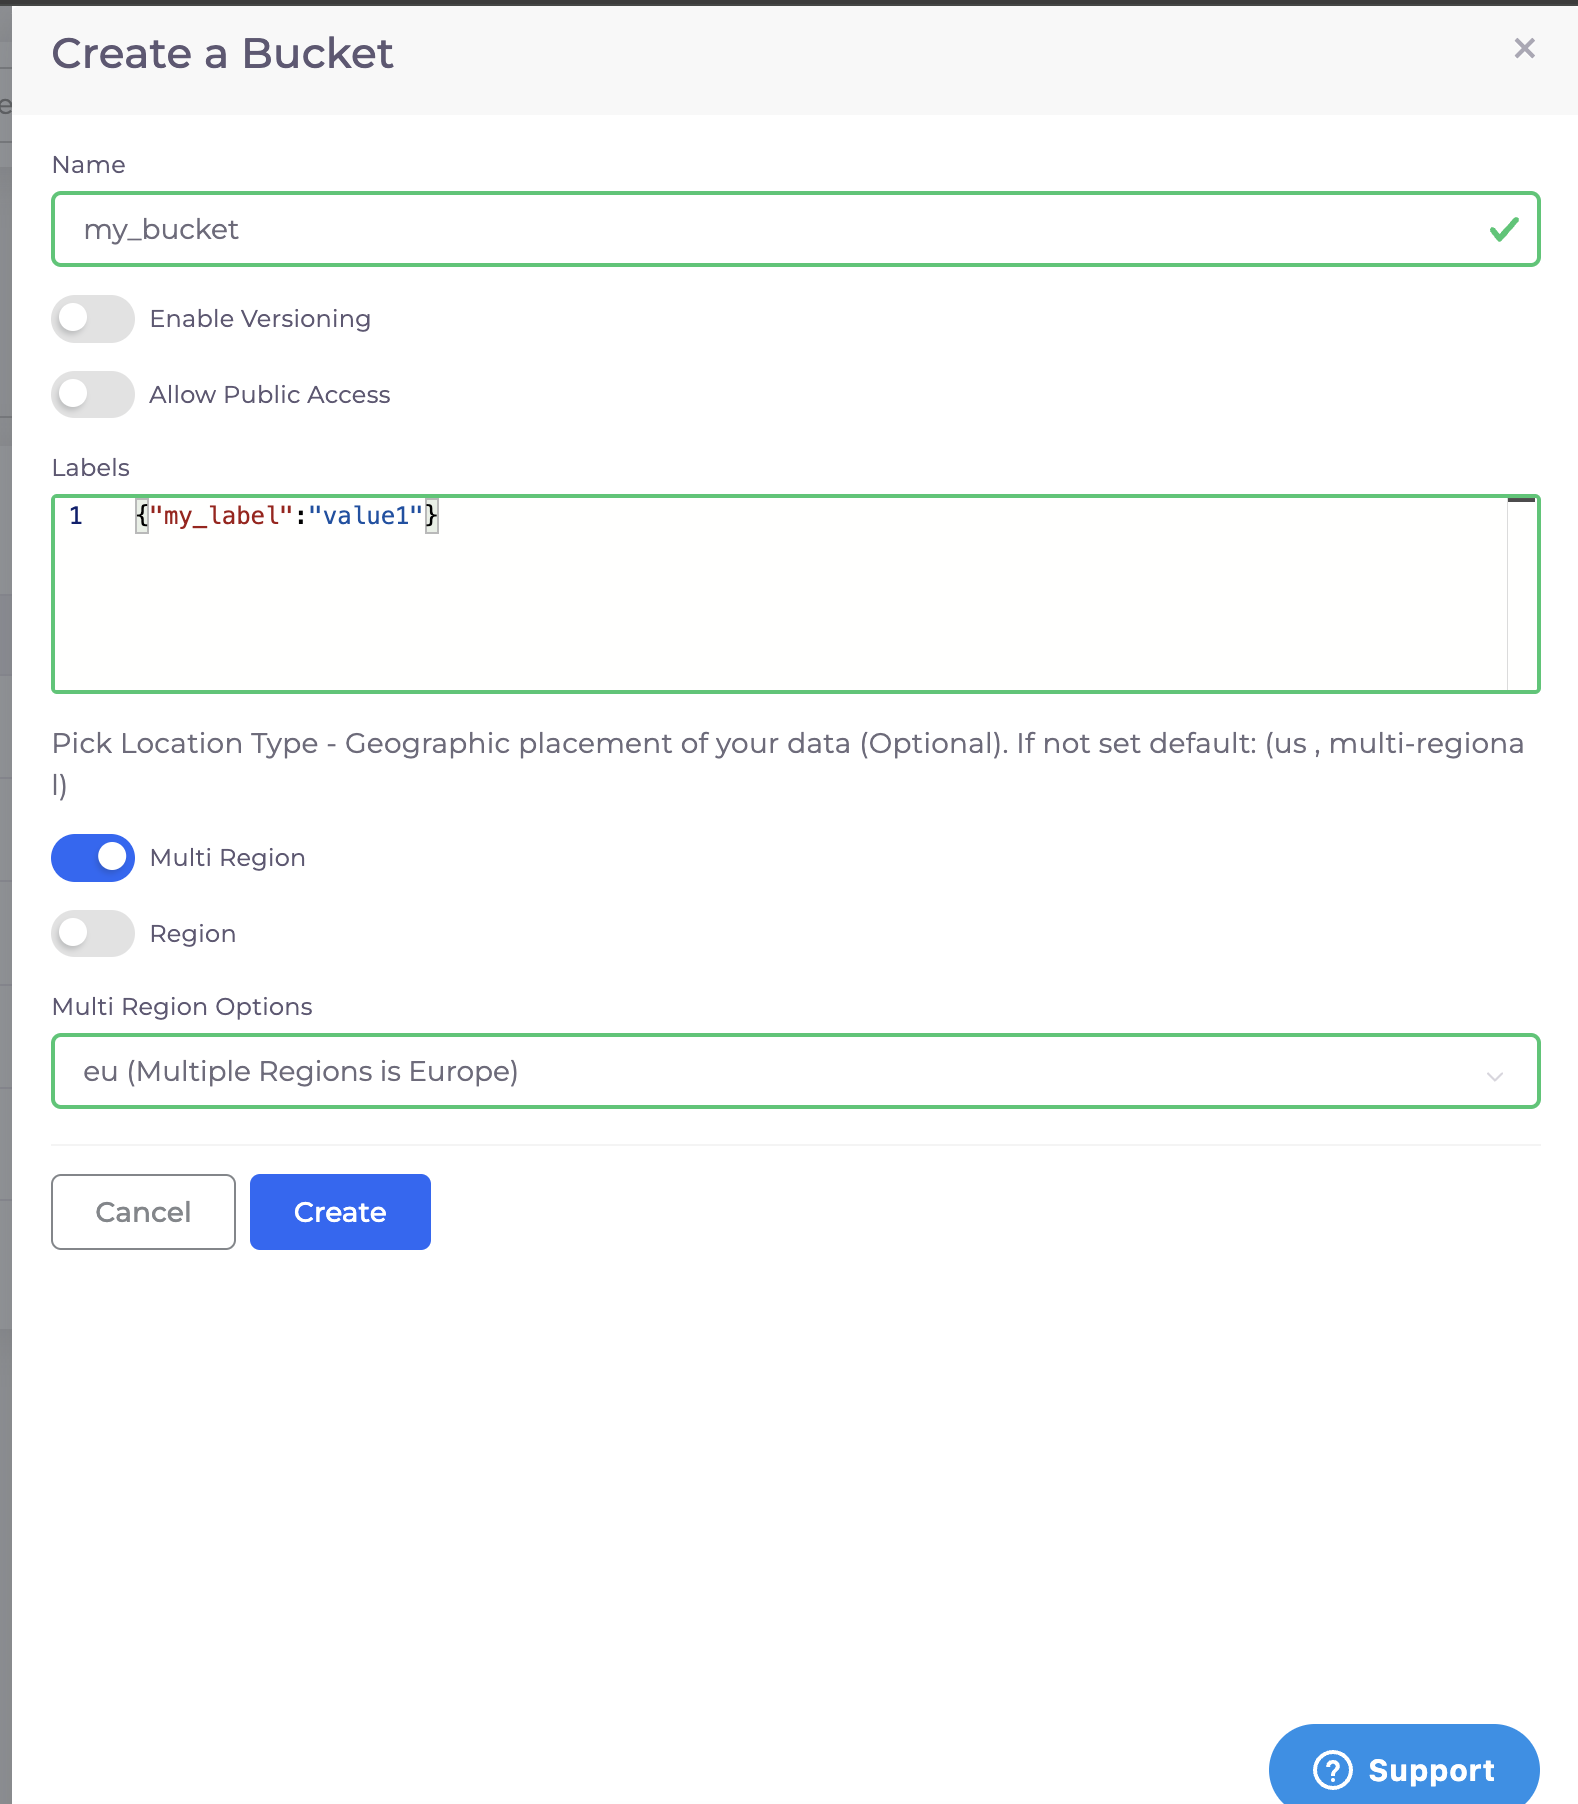 Create a Bucket
Name
my_bucket
Enable Versioning
Allow Public Access
Labels
1 {"my_label":"value1"}
Pick Location Type - Geographic placement of your data (Optional). If not set default: (us , multi-regiona
l)
Multi Region
Region
Multi Region Options
eu (Multiple Regions is Europe)
Cancel
Create
? Support